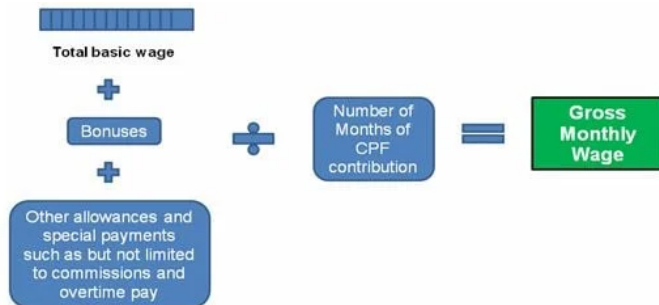 Total basic wage
Bonuses
Other allowances and
special payments
such as but not limited
to commissions and
overtime pay
Number of
Months of
CPF
contribution
Gross
Monthly
Wage